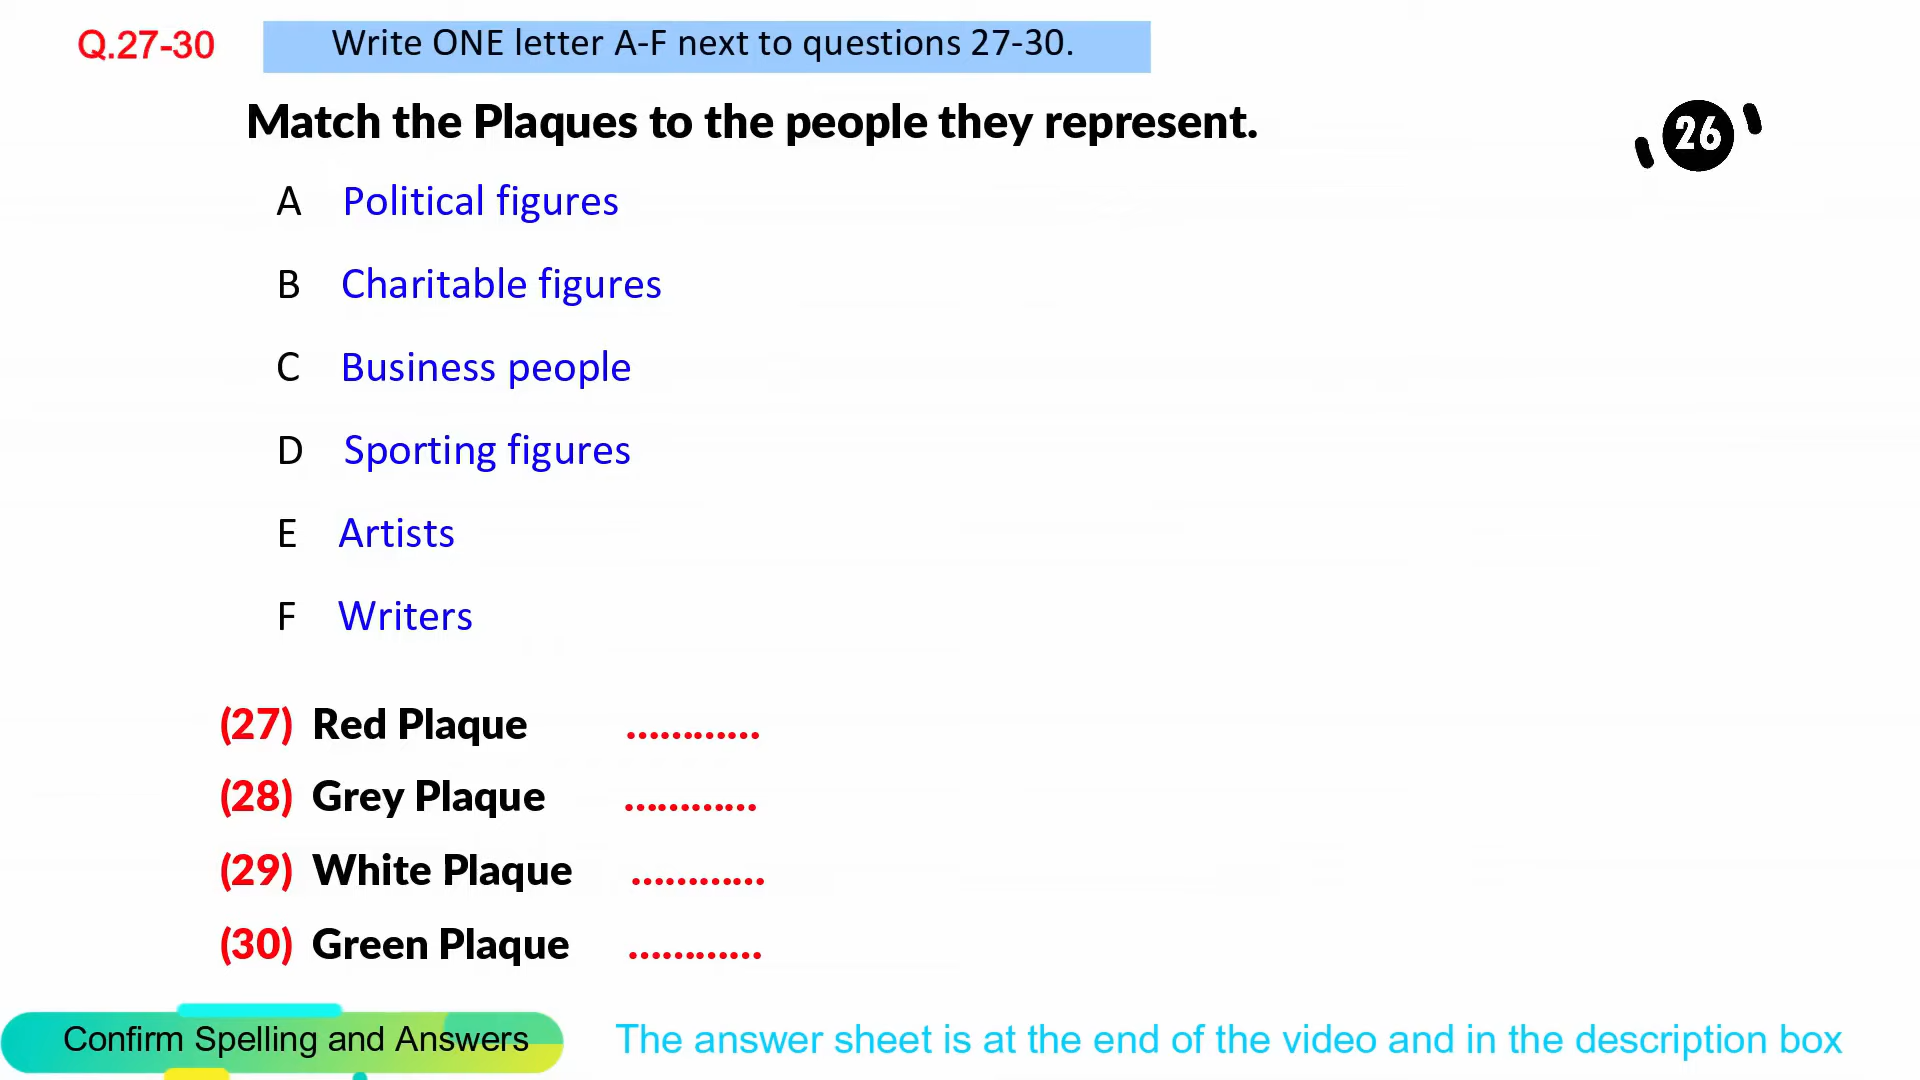 Q.27-30 Write ONE letter A-F next to questions 27-30.
Match the Plaques to the people they represent.
26
A Political figures
B Charitable figures
C Business people
D Sporting figures
E Artists
F Writers
(27) Red Plaque ............
(28) Grey Plaque ............
(29) White Plaque ............
(30) Green Plaque ............
Confirm Spelling and Answers The answer sheet is at the end of the video and in the description box